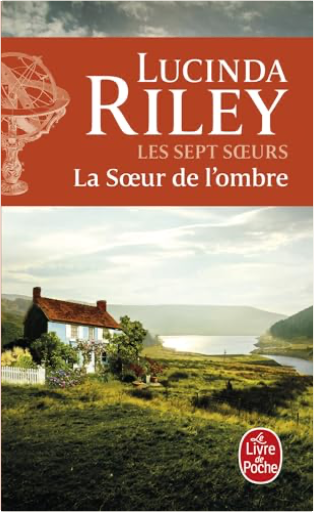 LUCINDA
RILEY
LES SEPT SŒURS
La Sœur de l'ombre
Le
Livre
de
Poche